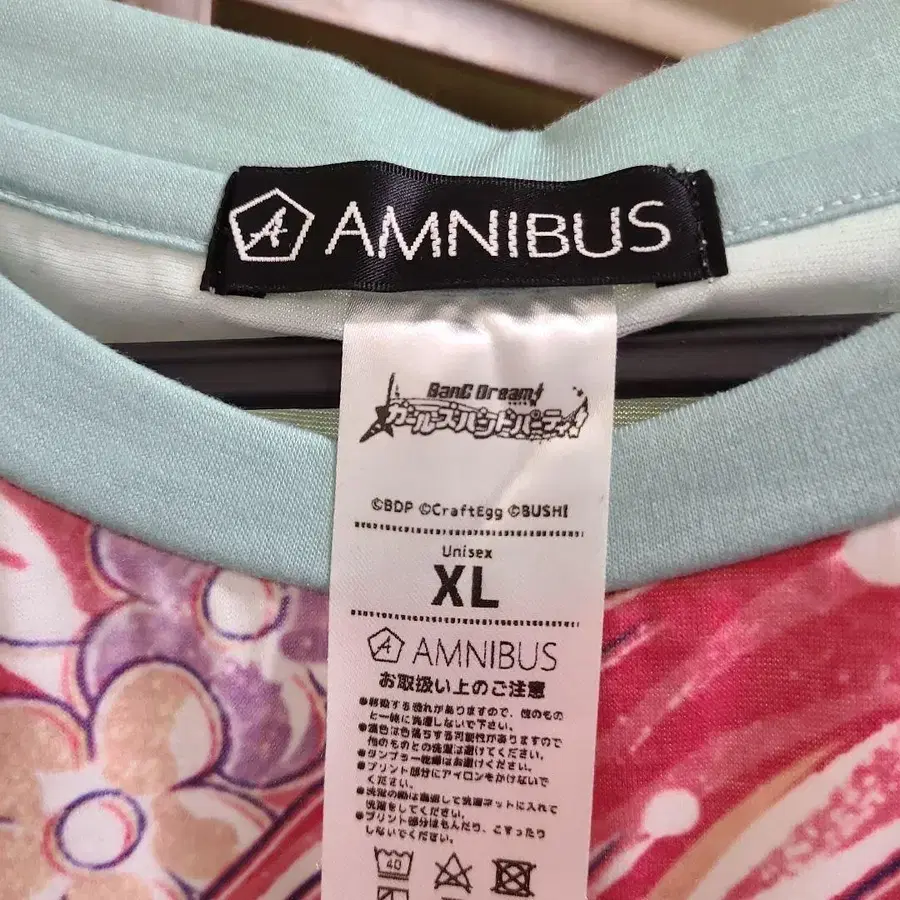 A AMNIBUS
BanG Dream!
ガールズバンドパーティ!
©BDP ©CraftEgg ©BUSHI
Unisex
XL
A AMNIBUS
お取扱い上のご注意
●移染する恐れがありますので、他のもの
と一緒に洗濯しないで下さい。
●濃色は色落ちする可能性がありますので
他のものとの洗濯は避けてください。
●タンブラー乾燥はお避けください。
●プリント部分にアイロンをかけないで
ください。
●洗濯の際は裏返して洗濯ネットに入れて
洗濯をしてください。
●プリント部分はもんだり、こすったり
しないでください。
40